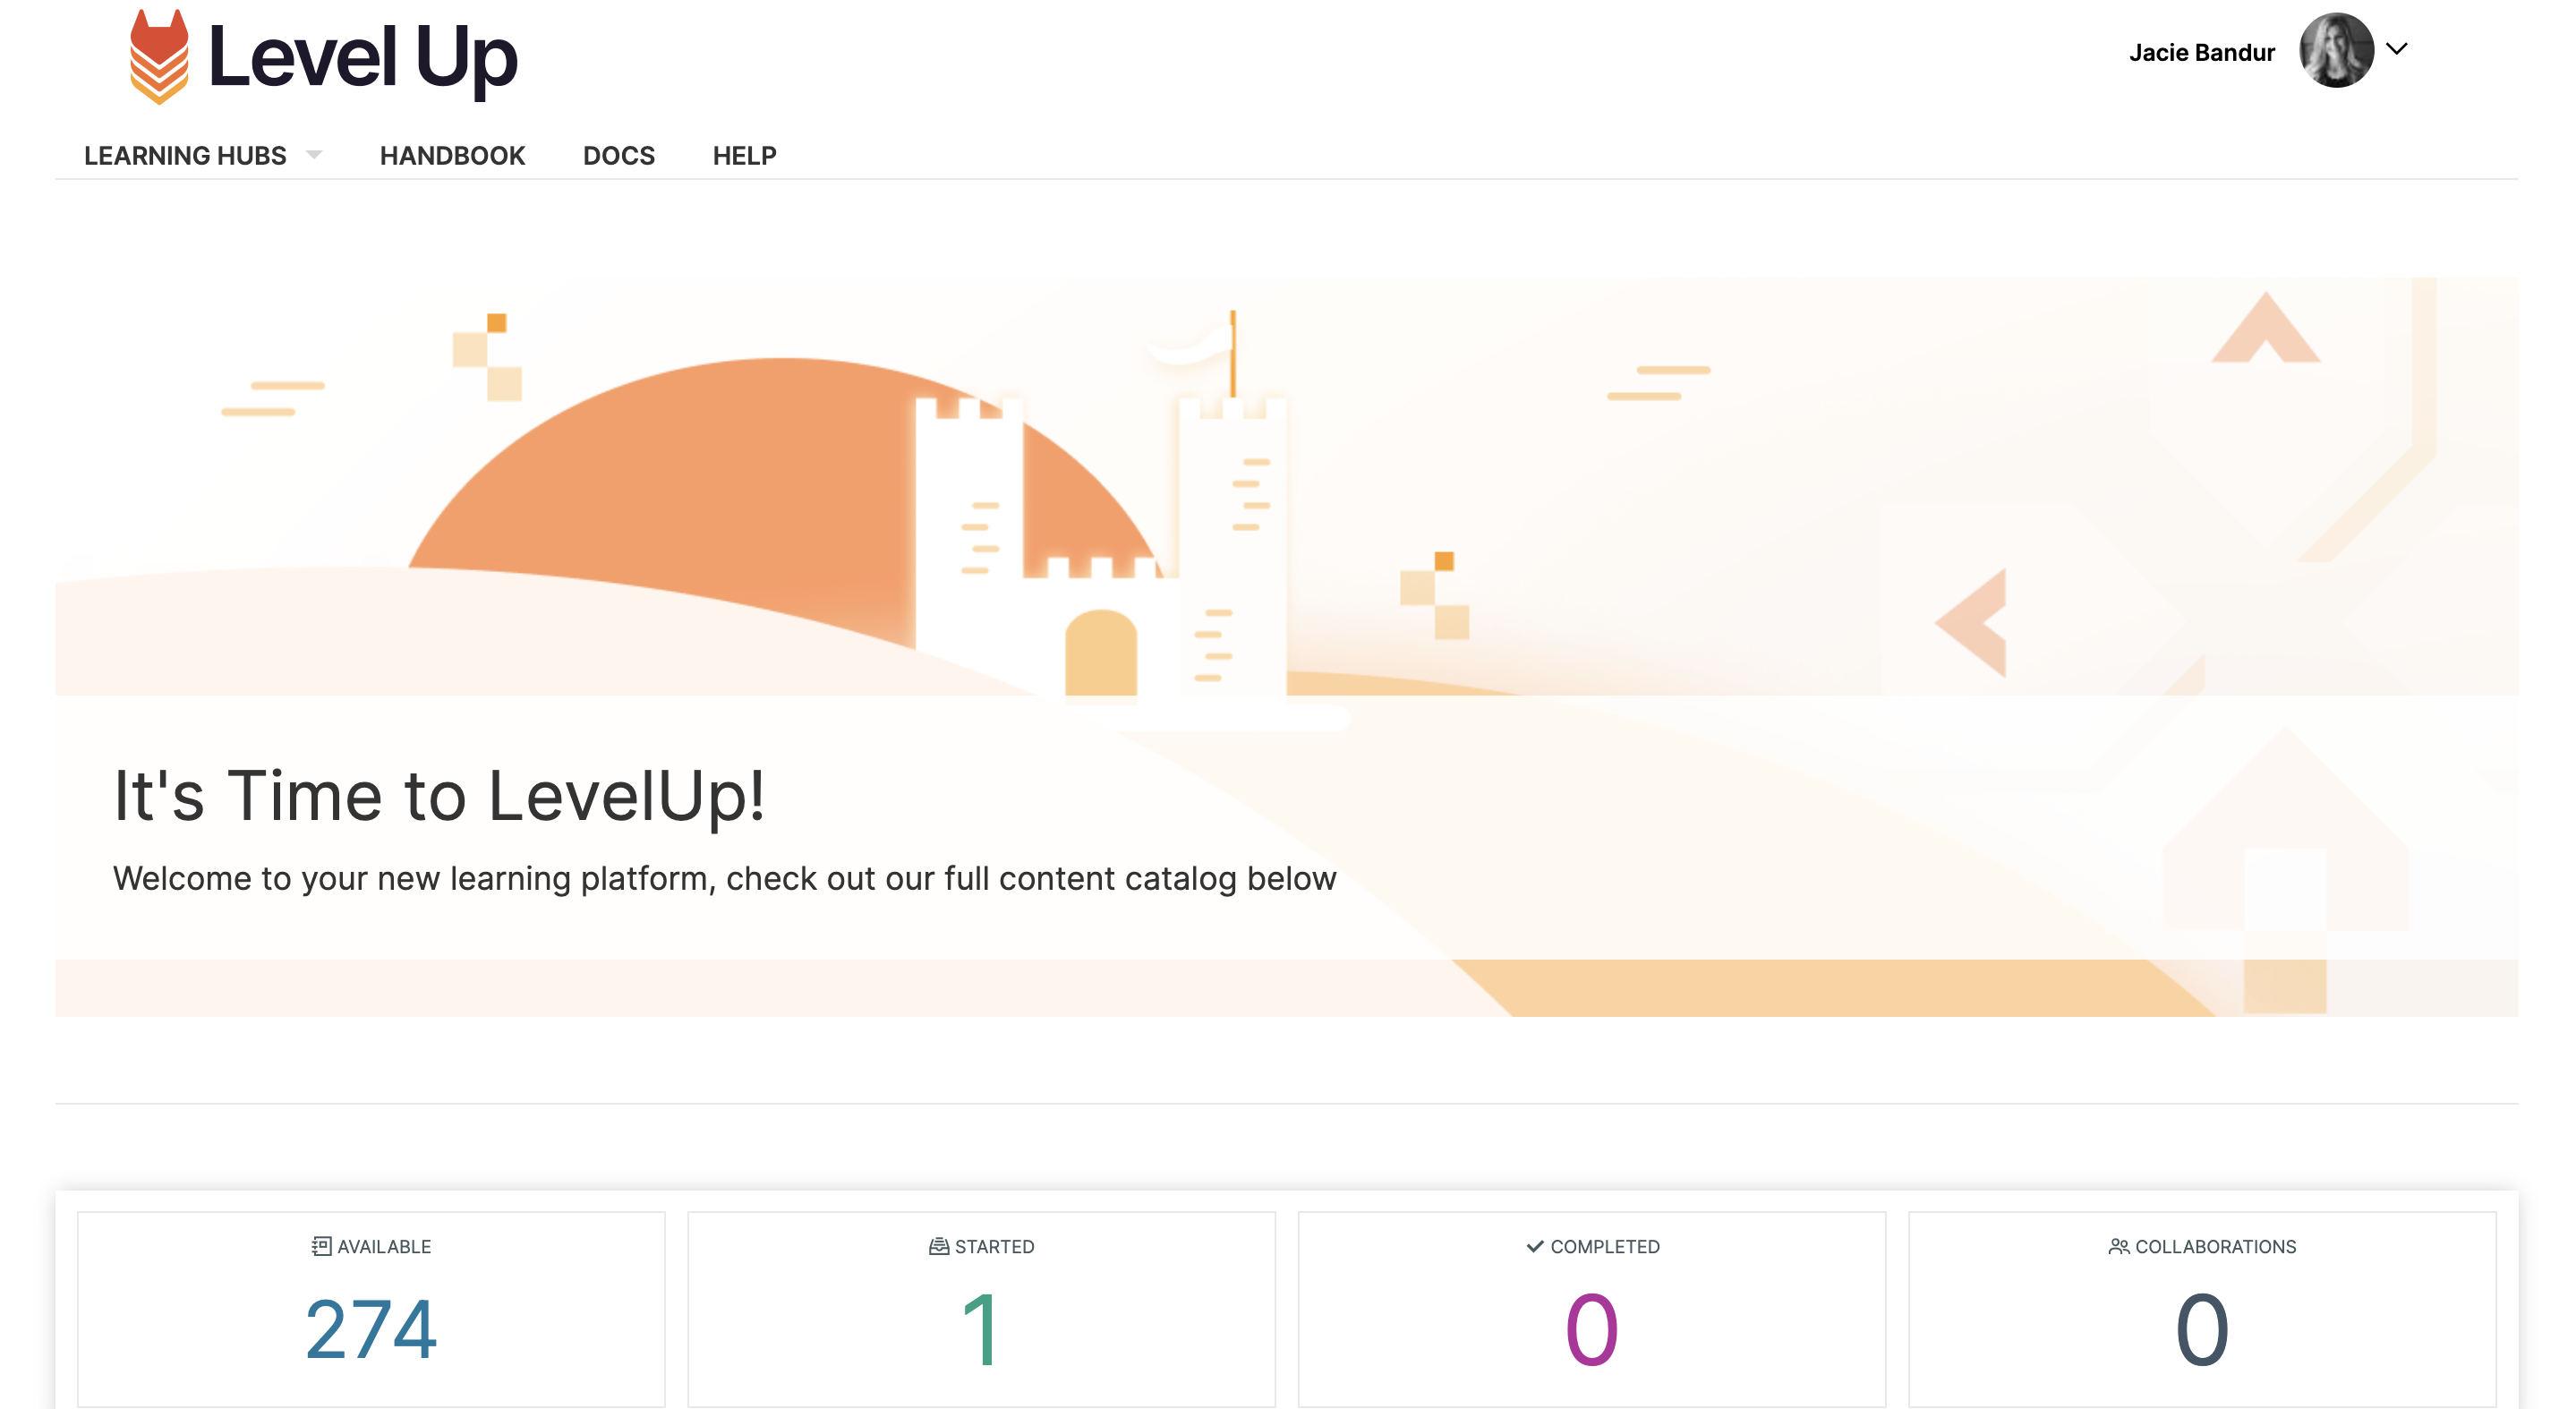 Level Up
Jacie Bandur
LEARNING HUBS HANDBOOK DOCS HELP
It's Time to LevelUp!
Welcome to your new learning platform, check out our full content catalog below
AVAILABLE
274
STARTED
1
COMPLETED
0
COLLABORATIONS
0